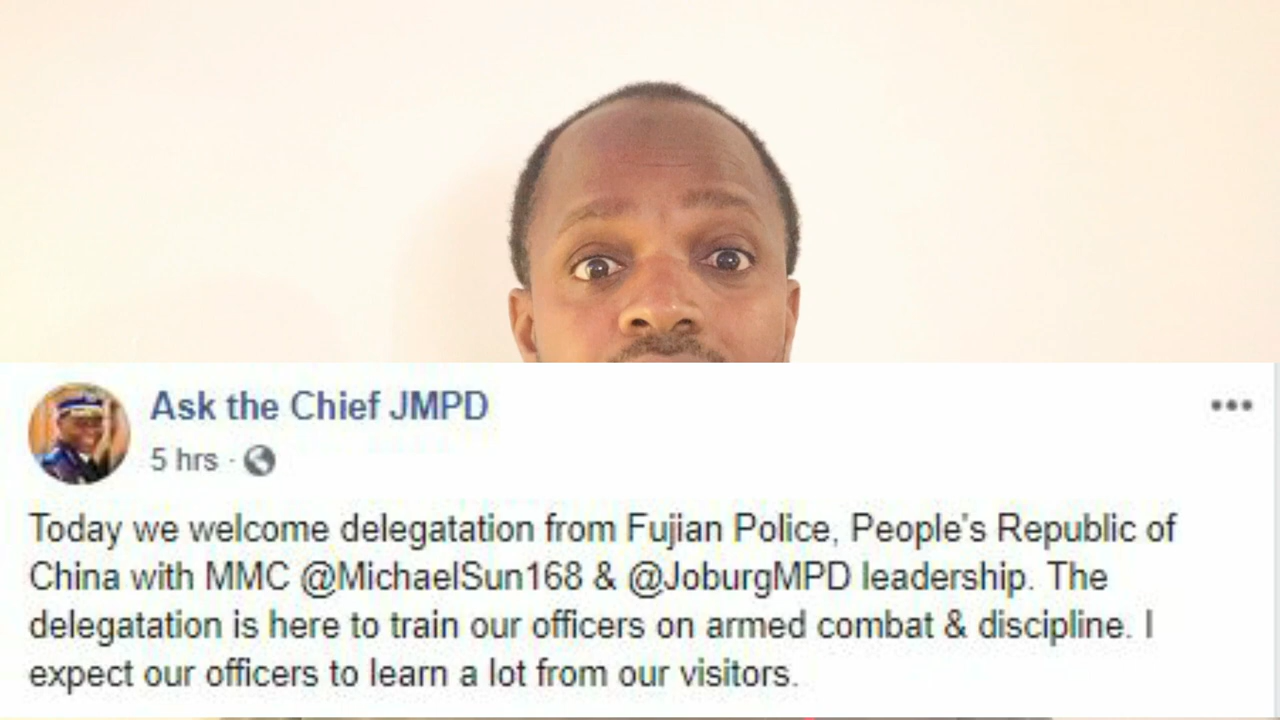 Ask the Chief JMPD
5 hrs ·
Today we welcome delegatation from Fujian Police, People's Republic of
China with MMC @MichaelSun168 & @JoburgMPD leadership. The
delegatation is here to train our officers on armed combat & discipline. I
expect our officers to learn a lot from our visitors.